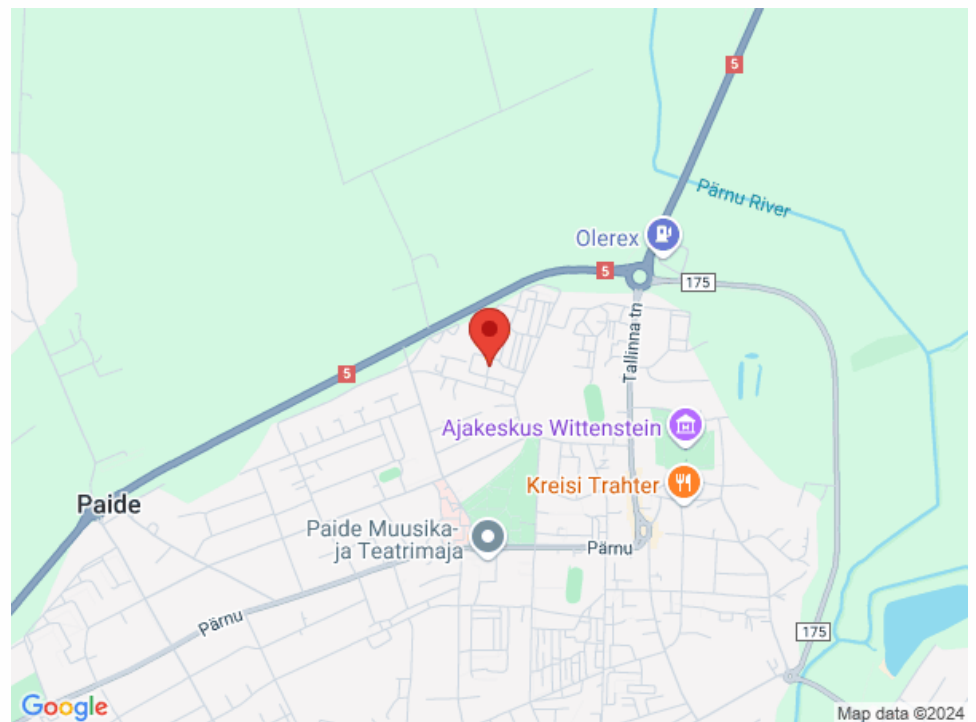 5
Pärnu River
Olerex
5
175
Tallinna tn
5
Ajakeskus Wittenstein
Kreisi Trahter
Paide
Paide Muusika-
ja Teatrimaja
Pärnu
Pärnu
175
Google
Map data ©2024